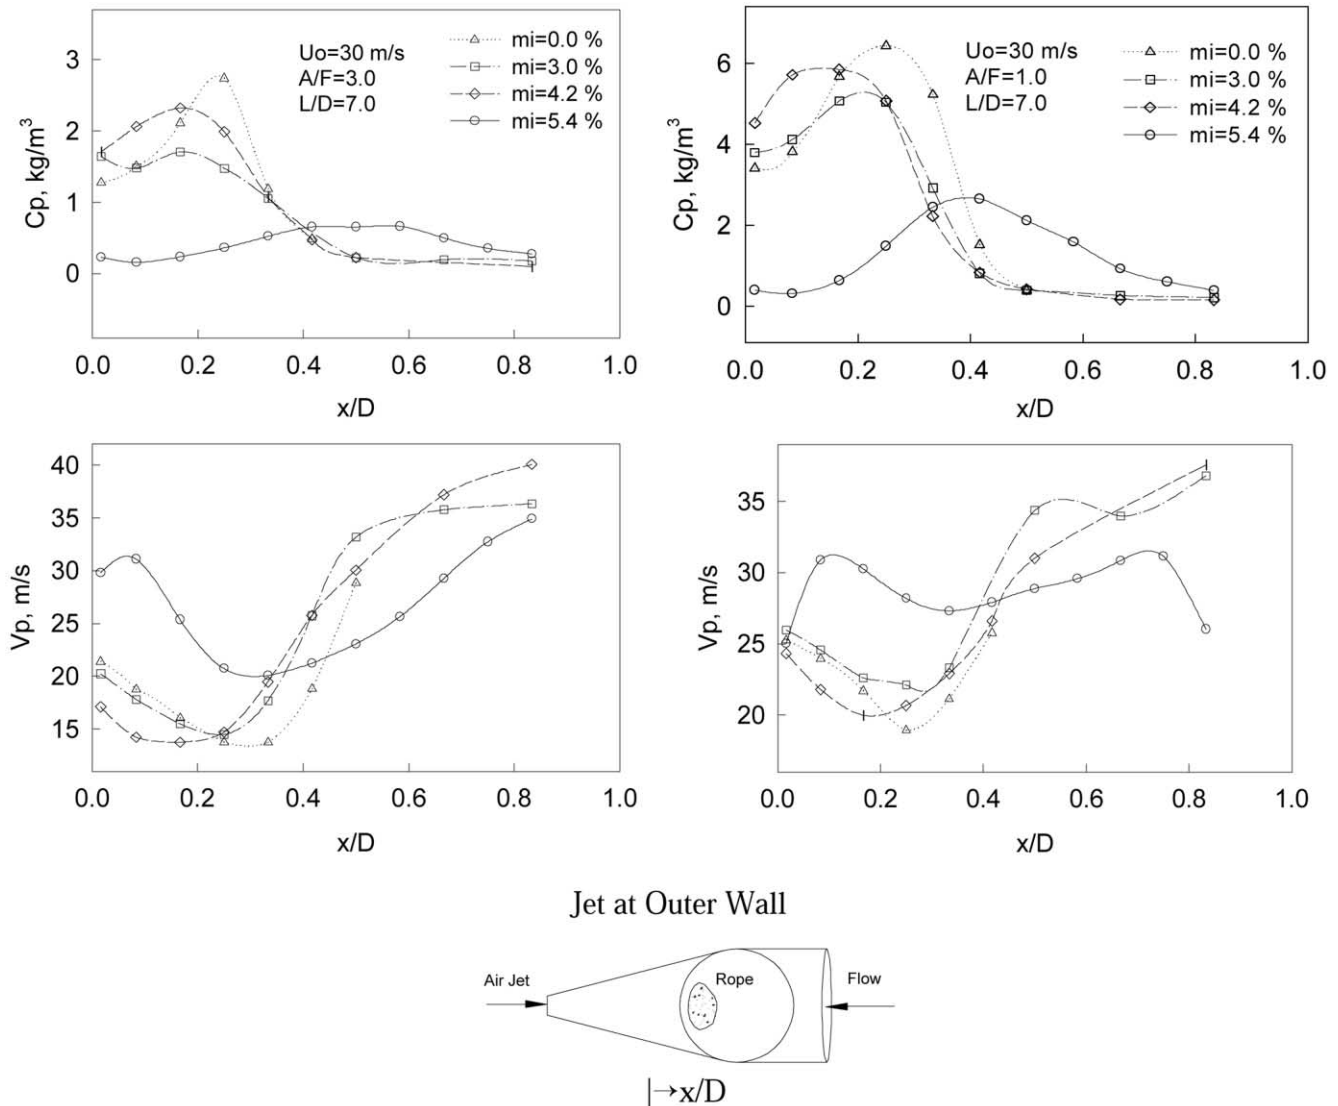 Uo=30 m/s
A/F=3.0
L/D=7.0
mi=0.0 %
mi=3.0 %
mi=4.2 %
mi=5.4 %
Cp, kg/m³
3
2
1
0
0.0 0.2 0.4 0.6 0.8 1.0
x/D
Uo=30 m/s
A/F=1.0
L/D=7.0
mi=0.0 %
mi=3.0 %
mi=4.2 %
mi=5.4 %
Cp, kg/m³
6
4
2
0
0.0 0.2 0.4 0.6 0.8 1.0
x/D
Vp, m/s
40
35
30
25
20
15
0.0 0.2 0.4 0.6 0.8 1.0
x/D
Vp, m/s
35
30
25
20
0.0 0.2 0.4 0.6 0.8 1.0
x/D
Jet at Outer Wall
Air Jet
Rope
Flow
|→x/D